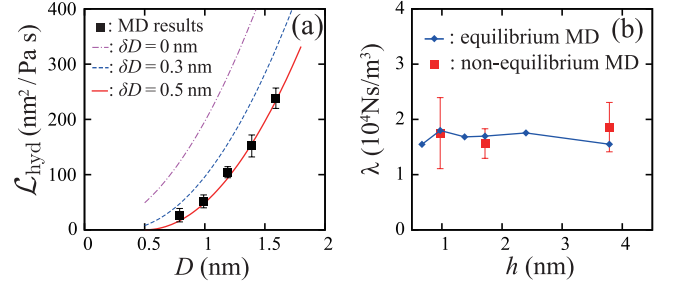 (a)
: MD results
: δD = 0 nm
: δD = 0.3 nm
: δD = 0.5 nm
400
300
200
100
0
ℒhyd (nm²/Pa s)
0 0.5 1 1.5 2
D (nm)
(b)
: equilibrium MD
: non-equilibrium MD
4
3
2
1
0
λ (10⁴Ns/m³)
1 2 3 4
h (nm)